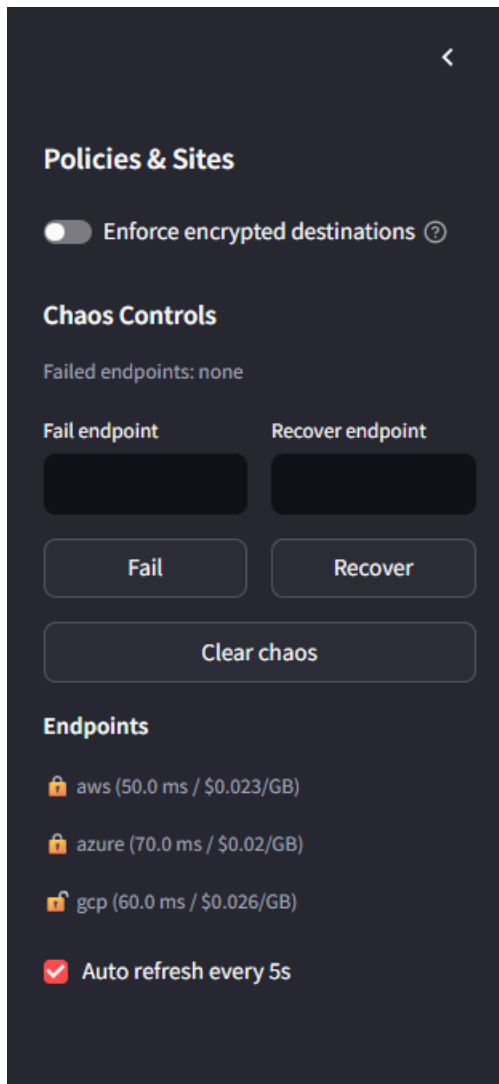 Policies & Sites
Enforce encrypted destinations
Chaos Controls
Failed endpoints: none
Fail endpoint Recover endpoint
Fail Recover
Clear chaos
Endpoints
aws (50.0 ms / $0.023/GB)
azure (70.0 ms / $0.02/GB)
gcp (60.0 ms / $0.026/GB)
Auto refresh every 5s